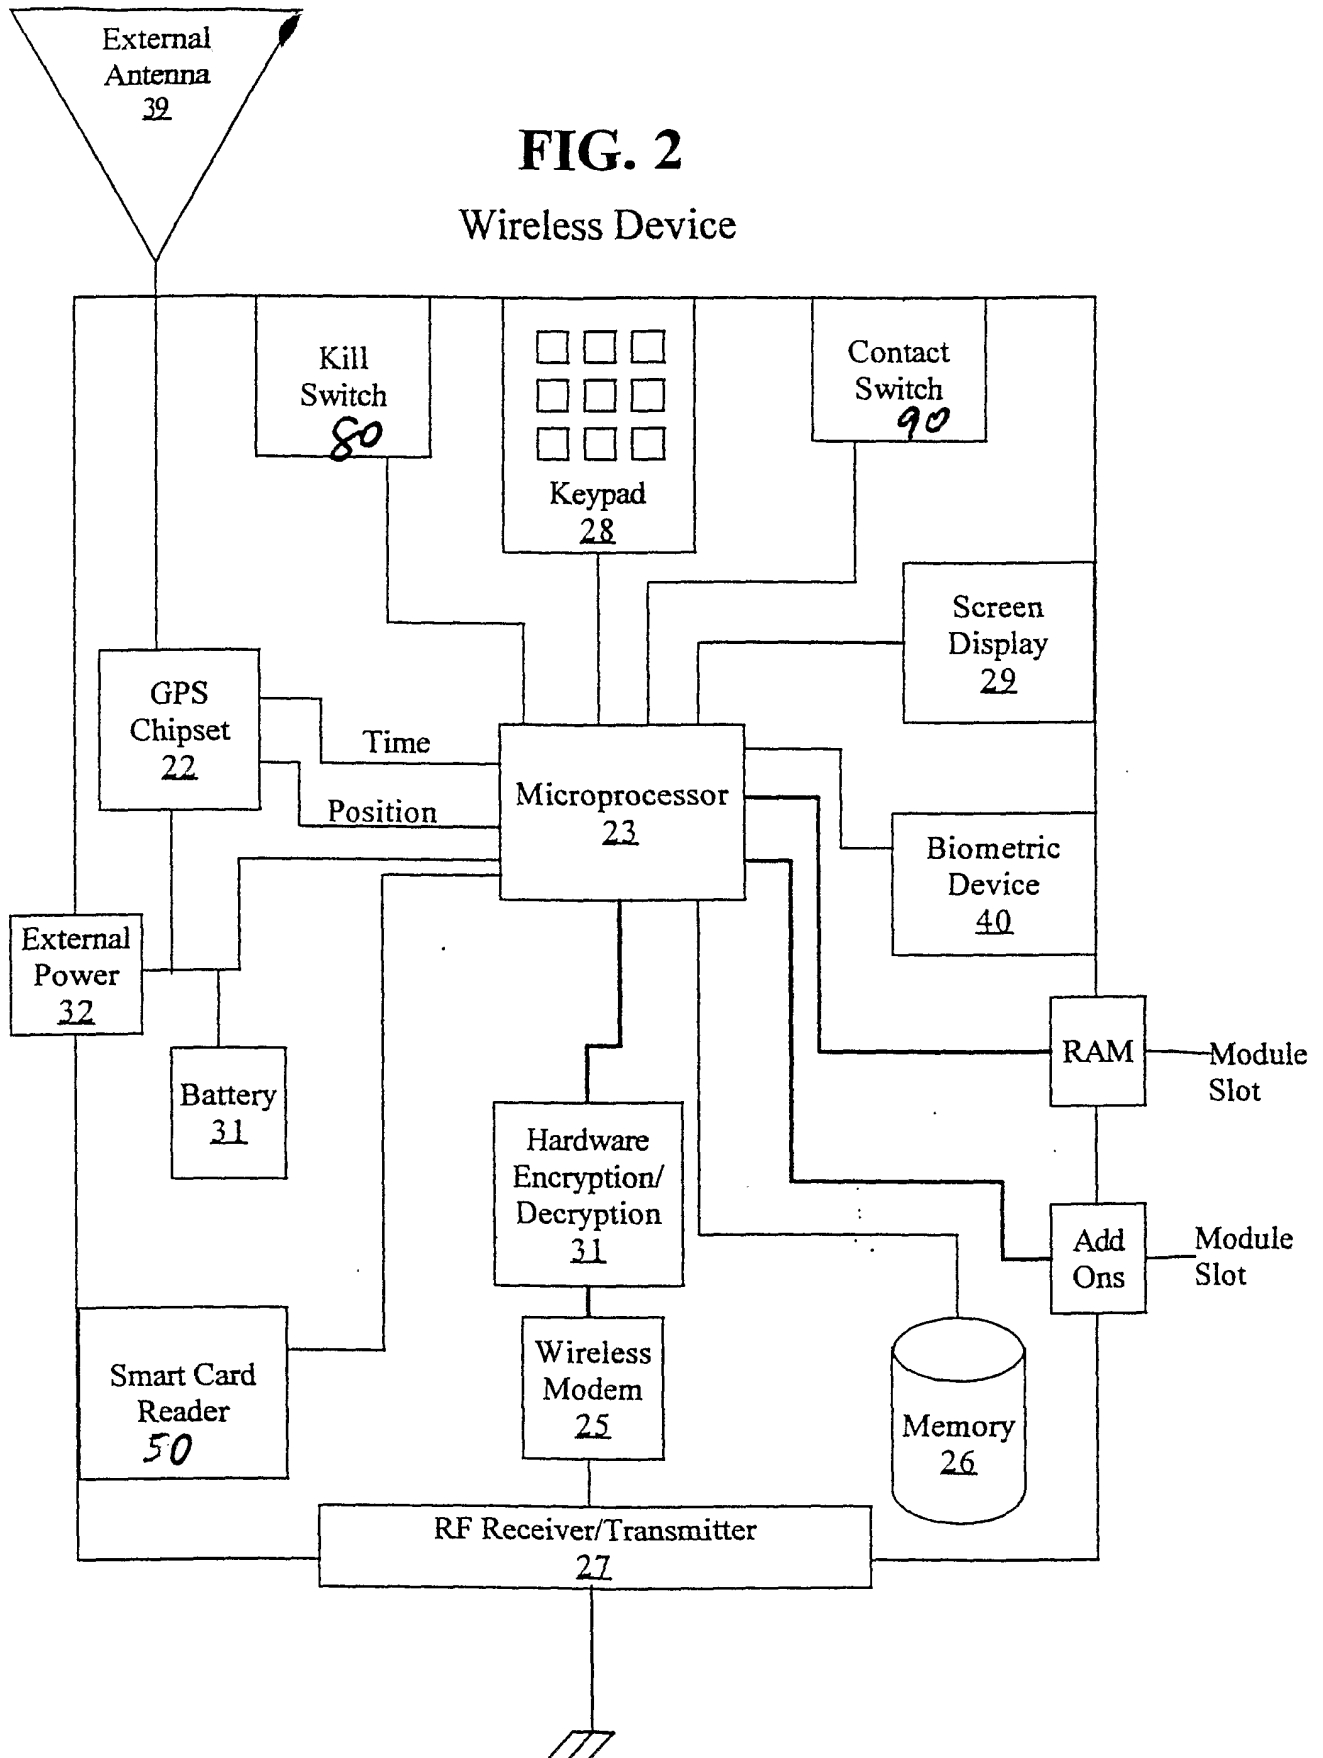 External
Antenna
39
FIG. 2
Wireless Device
Kill
Switch
80
Keypad
28
Contact
Switch
90
Screen
Display
29
GPS
Chipset
22
Time
Position
Microprocessor
23
Biometric
Device
40
External
Power
32
Battery
31
RAM
Module
Slot
Hardware
Encryption/
Decryption
31
Add
Ons
Module
Slot
Smart Card
Reader
50
Wireless
Modem
25
Memory
26
RF Receiver/Transmitter
27